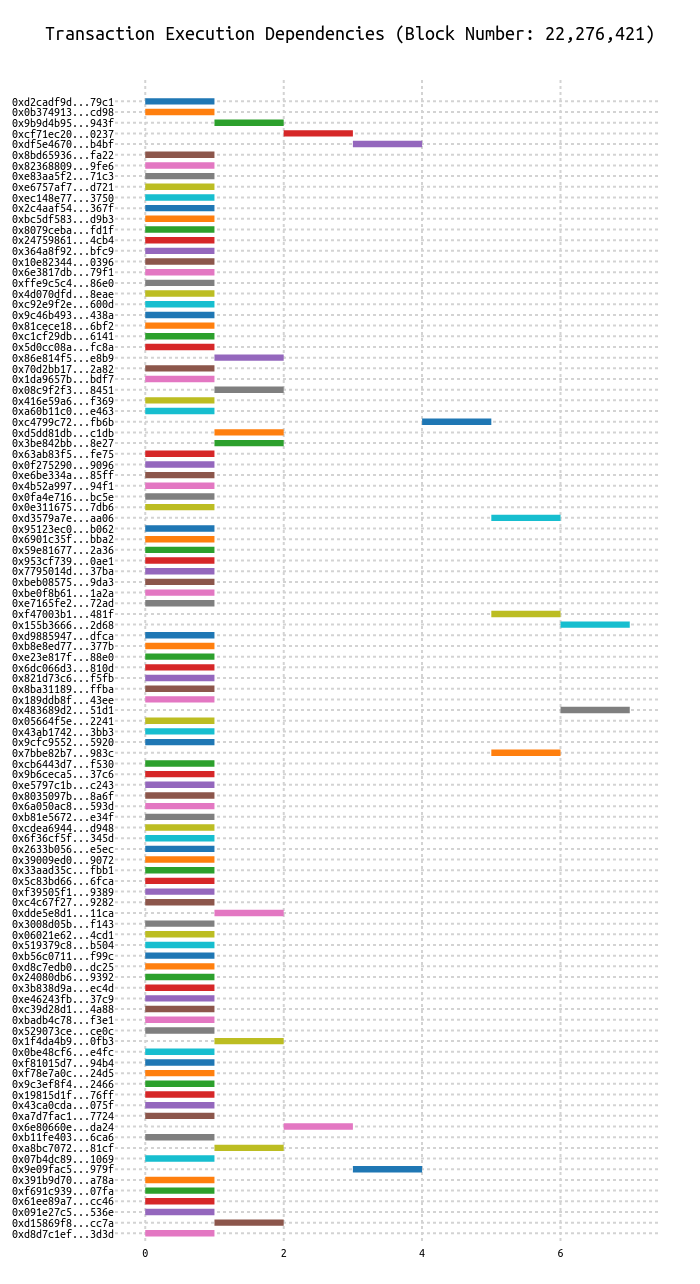 Transaction Execution Dependencies (Block Number: 22,276,421)
0xd2cadf9d...79c1
0x0b374913...cd98
0x9b9d4b95...943f
0xcf71ec20...0237
0xdf5e4670...b4bf
0x8bd65936...fa22
0x82368809...9fe6
0xe83aa5f2...71c3
0xe6757af7...d721
0xec148e77...3750
0x2c4aaf54...367f
0xbc5df583...d9b3
0x8079ceba...fd1f
0x24759861...4cb4
0x364a8f92...bfc9
0x10e82344...0396
0x6e3817db...79f1
0xffe9c5c4...86e0
0x4d070dfd...8eae
0xc92e9f2e...600d
0x9c46b493...438a
0x81cece18...6bf2
0xc1cf29db...6141
0x5d0cc08a...fc8a
0x86e814f5...e8b9
0x70d2bb17...2a82
0x1da9657b...bdf7
0x08c9f2f3...8451
0x416e59a6...f369
0xa60b11c0...e463
0xc4799c72...fb6b
0xd5dd81db...c1db
0x3be842bb...8e27
0x63ab83f5...fe75
0x0f275290...9096
0xe6be334a...85ff
0x4b52a997...94f1
0x0fa4e716...bc5e
0x0e311675...7db6
0xd3579a7e...aa06
0x95123ec0...b062
0x6901c35f...bba2
0x59e81677...2a36
0x953cf739...0ae1
0x7795014d...37ba
0xbeb08575...9da3
0xbe0f8b61...1a2a
0xe7165fe2...72ad
0xf47003b1...481f
0x155b3666...2d68
0xd9885947...dfca
0xb8e8ed77...377b
0xe23e817f...88e0
0x6dc066d3...810d
0x821d73c6...f5fb
0x8ba31189...ffba
0x189ddb8f...43ee
0x483689d2...51d1
0x05664f5e...2241
0x43ab1742...3bb3
0x9cfc9552...5920
0x7bbe82b7...983c
0xcb6443d7...f530
0x9b6ceca5...37c6
0xe5797c1b...c243
0x8035097b...8a6f
0x6a050ac8...593d
0xb81e5672...e34f
0xcdea6944...d948
0x6f36cf5f...345d
0x2633b056...e5ec
0x39009ed0...9072
0x33aad35c...fbb1
0x5c83bd66...6fca
0xf39505f1...9389
0xc4c67f27...9282
0xdde5e8d1...11ca
0x3008d05b...f143
0x06021e62...4cd1
0x519379c8...b504
0xb56c0711...f99c
0xd8c7edb0...dc25
0x24080db6...9392
0x3b838d9a...ec4d
0xe46243fb...37c9
0xc39d28d1...4a88
0xbadb4c78...f3e1
0x529073ce...ce0c
0x1f4da4b9...0fb3
0x0be48cf6...e4fc
0xf81015d7...94b4
0xf78e7a0c...24d5
0x9c3ef8f4...2466
0x19815d1f...76ff
0x43ca0cda...075f
0xa7d7fac1...7724
0x6e80660e...da24
0xb11fe403...6ca6
0xa8bc7072...81cf
0x07b4dc89...1069
0x9e09fac5...979f
0x391b9d70...a78a
0xf691c939...07fa
0x61ee89a7...cc46
0x091e27c5...536e
0xd15869f8...cc7a
0xd8d7c1ef...3d3d
0 2 4 6